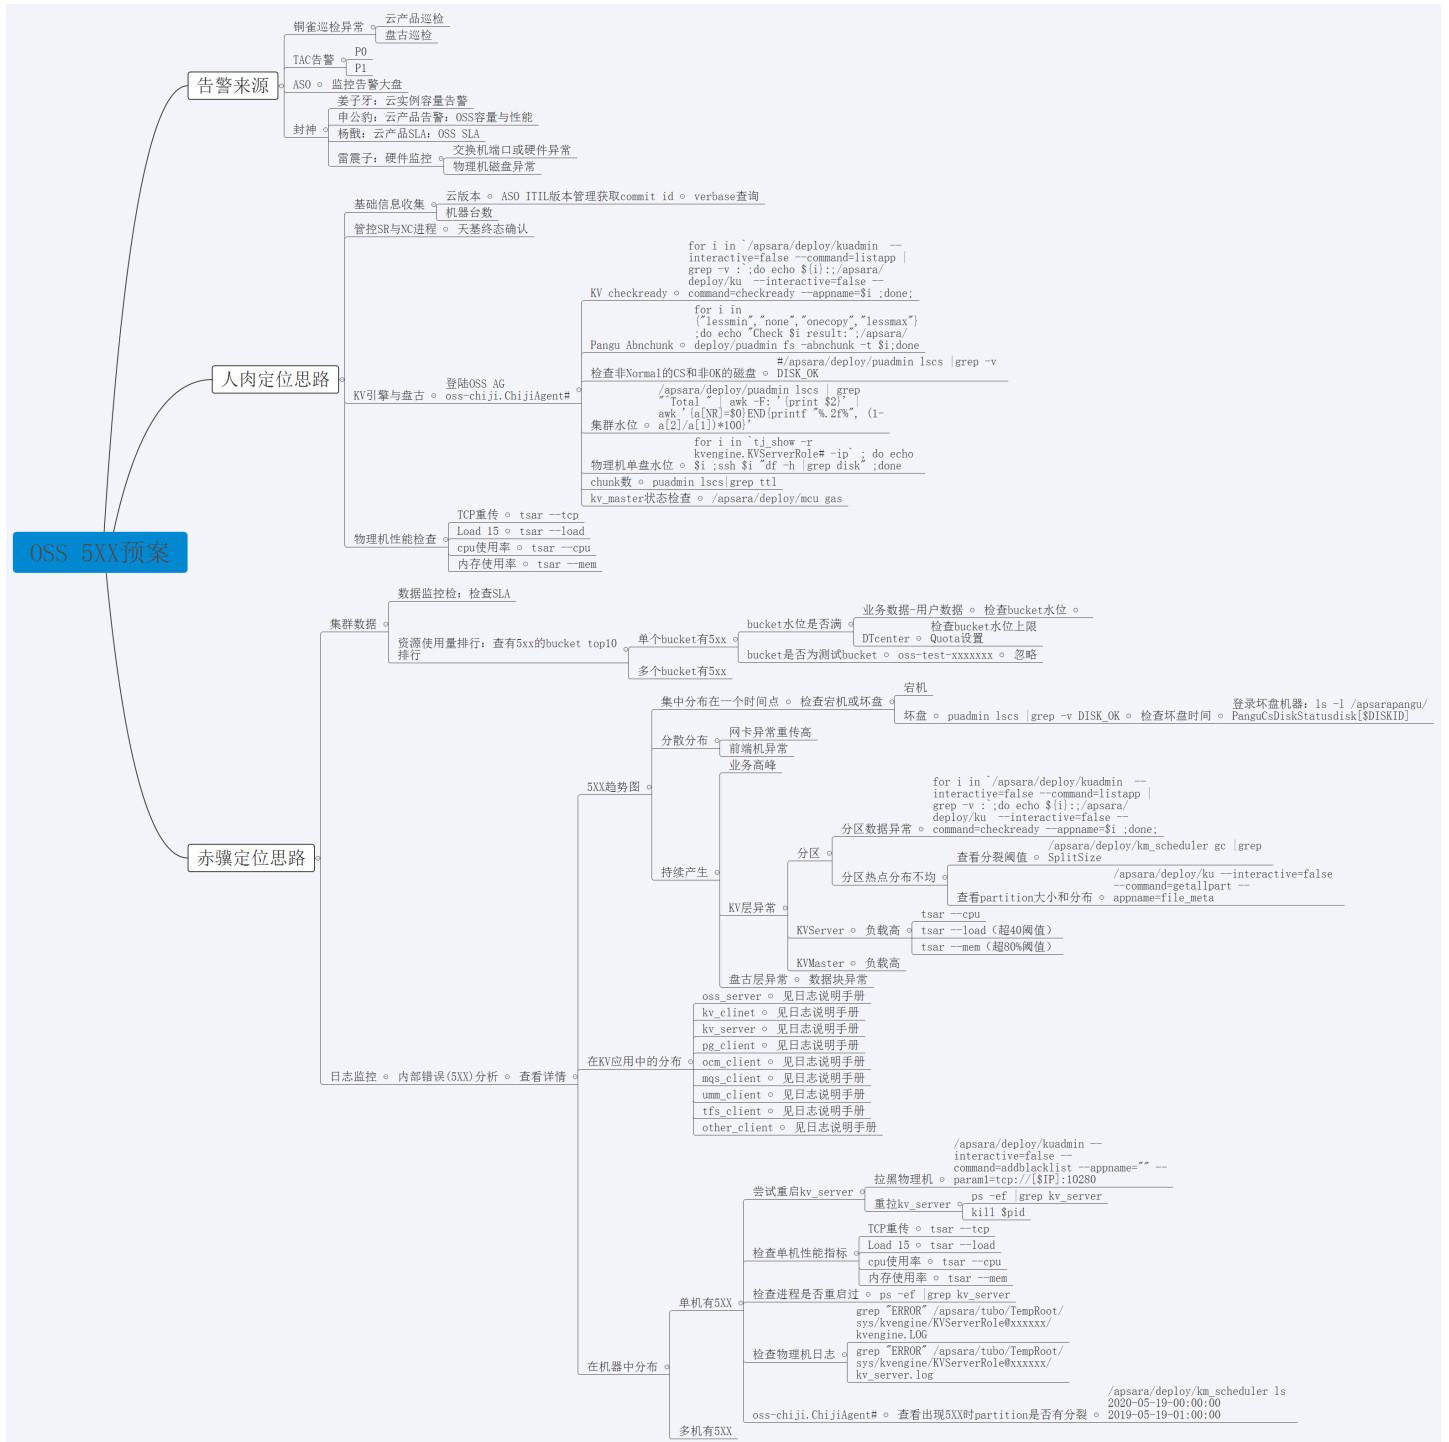 OSS 5XX预案
告警来源
铜雀巡检异常
云产品巡检
盘古巡检
TAC告警
P0
P1
ASO
监控告警大盘
封神
姜子牙：云实例容量告警
申公豹：云产品告警：OSS容量与性能
杨戬：云产品SLA：OSS SLA
雷震子：硬件监控
交换机端口或硬件异常
物理机磁盘异常
人肉定位思路
基础信息收集
云版本
ASO ITIL版本管理获取commit id
verbase查询
机器台数
管控SR与NC进程
天基终态确认
KV引擎与盘古
登陆OSS AG
oss-chiji.ChijiAgent#
KV checkready
for i in `/apsara/deploy/kuadmin  --
interactive=false --command=listapp |
grep -v :`;do echo ${i}:;/apsara/
deploy/ku  --interactive=false --
command=checkready --appname=$i ;done;
Pangu Abnchunk
for i in
{"lessmin","none","onecopy","lessmax"}
;do echo "Check $i result:";/apsara/
deploy/puadmin fs -abnchunk -t $i;done
检查非Normal的CS和非OK的磁盘
#/apsara/deploy/puadmin lscs |grep -v
DISK_OK
集群水位
/apsara/deploy/puadmin lscs | grep
"^Total " | awk -F: '{print $2}' |
awk '{a[NR]=$0}END{printf "%.2f%", (1-
a[2]/a[1])*100}'
物理机单盘水位
for i in `tj_show -r
kvengine.KVServerRole# -ip` ; do echo
$i ;ssh $i "df -h |grep disk" ;done
chunk数
puadmin lscs|grep ttl
kv_master状态检查
/apsara/deploy/mcu gas
物理机性能检查
TCP重传
tsar --tcp
Load 15
tsar --load
cpu使用率
tsar --cpu
内存使用率
tsar --mem
赤骥定位思路
集群数据
数据监控检：检查SLA
资源使用量排行：查有5xx的bucket top10
排行
单个bucket有5xx
bucket水位是否满
业务数据-用户数据
检查bucket水位
DTcenter
检查bucket水位上限
Quota设置
bucket是否为测试bucket
oss-test-xxxxxxx
忽略
多个bucket有5xx
日志监控
内部错误(5XX)分析
查看详情
5XX趋势图
集中分布在一个时间点
检查宕机或坏盘
宕机
坏盘
puadmin lscs |grep -v DISK_OK
检查坏盘时间
登录坏盘机器：ls -l /apsarapangu/
PanguCsDiskStatusdisk[$DISKID]
分散分布
网卡异常重传高
前端机异常
持续产生
业务高峰
KV层异常
分区
分区数据异常
for i in `/apsara/deploy/kuadmin  --
interactive=false --command=listapp |
grep -v :`;do echo ${i}:;/apsara/
deploy/ku  --interactive=false --
command=checkready --appname=$i ;done;
分区热点分布不均
查看分裂阈值
/apsara/deploy/km_scheduler gc |grep
SplitSize
查看partition大小和分布
/apsara/deploy/ku --interactive=false
--command=getallpart --
appname=file_meta
KVServer
负载高
tsar --cpu
tsar --load（超40阈值）
tsar --mem（超80%阈值）
KVMaster
负载高
盘古层异常
数据块异常
在KV应用中的分布
oss_server
见日志说明手册
kv_clinet
见日志说明手册
kv_server
见日志说明手册
pg_client
见日志说明手册
ocm_client
见日志说明手册
mqs_client
见日志说明手册
umm_client
见日志说明手册
tfs_client
见日志说明手册
other_client
见日志说明手册
在机器中分布
单机有5XX
尝试重启kv_server
拉黑物理机
/apsara/deploy/kuadmin --
interactive=false --
command=addblacklist --appname="" --
param1=tcp://[$IP]:10280
重拉kv_server
ps -ef |grep kv_server
kill $pid
检查单机性能指标
TCP重传
tsar --tcp
Load 15
tsar --load
cpu使用率
tsar --cpu
内存使用率
tsar --mem
检查进程是否重启过
ps -ef |grep kv_server
检查物理机日志
grep "ERROR" /apsara/tubo/TempRoot/
sys/kvengine/KVServerRole@xxxxxx/
kvengine.LOG
grep "ERROR" /apsara/tubo/TempRoot/
sys/kvengine/KVServerRole@xxxxxx/
kv_server.log
oss-chiji.ChijiAgent#
查看出现5XX时partition是否有分裂
/apsara/deploy/km_scheduler ls
2020-05-19-00:00:00
2019-05-19-01:00:00
多机有5XX